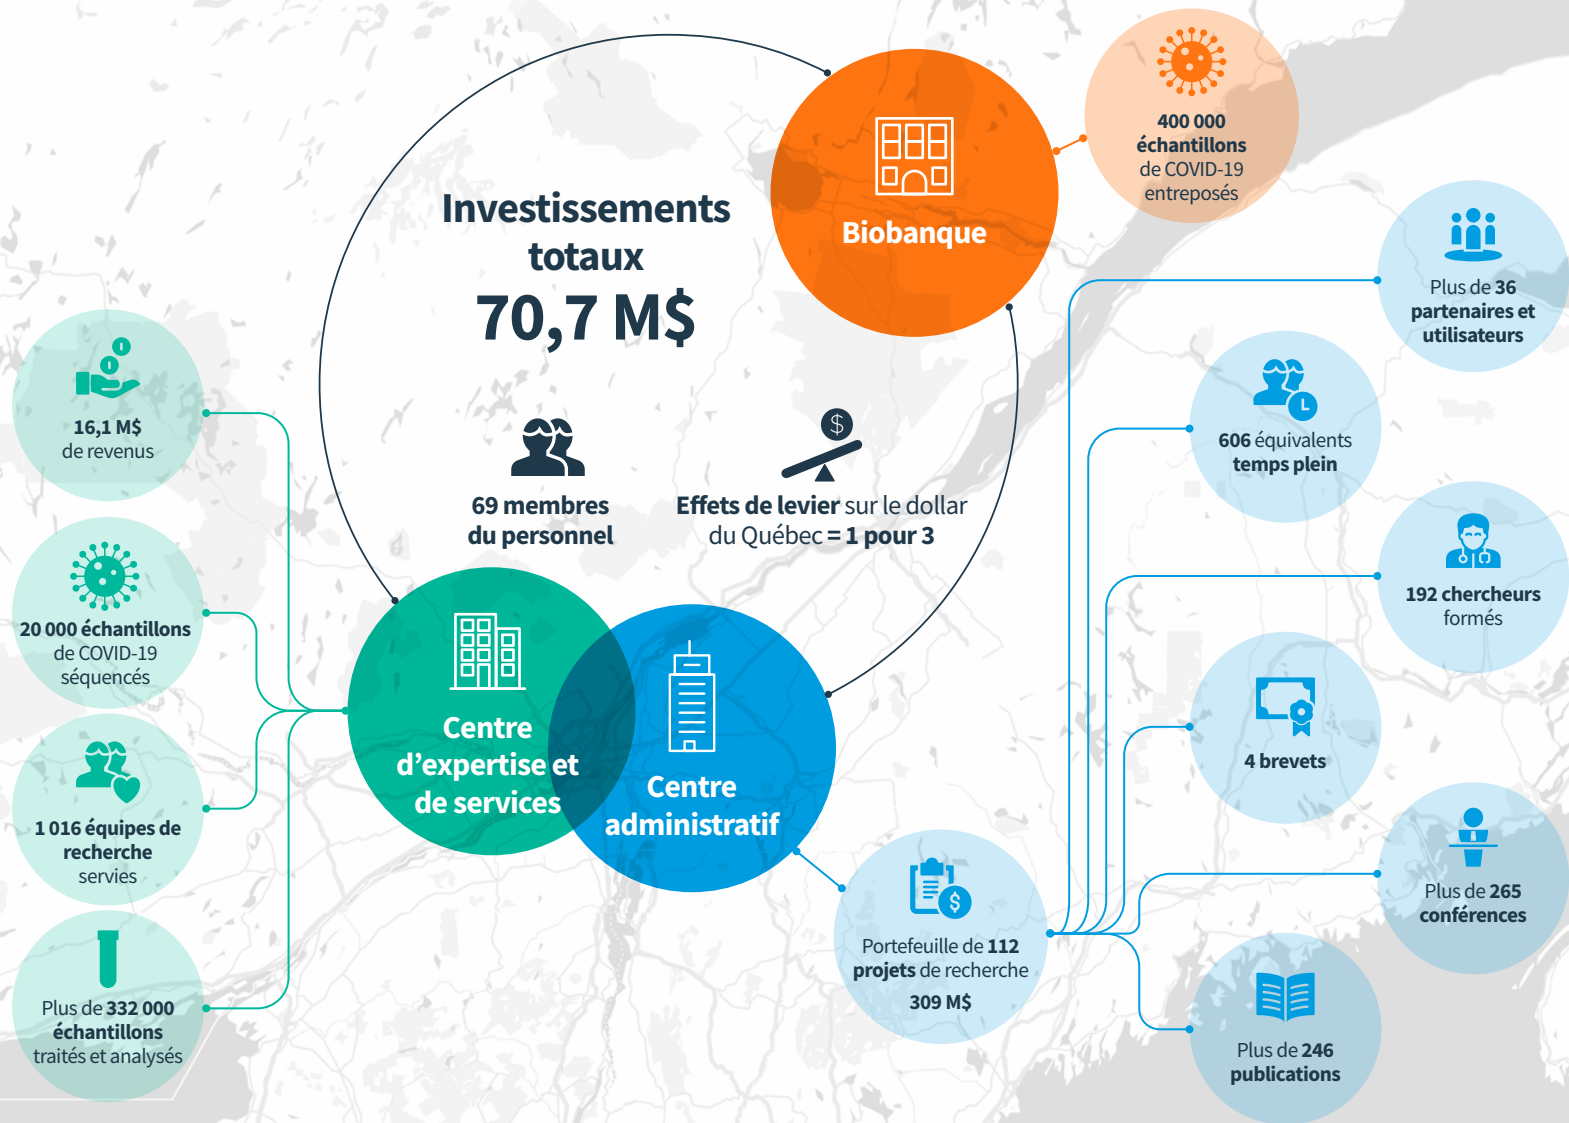 Investissements
totaux
70,7 M$
69 membres
du personnel
Effets de levier sur le dollar
du Québec = 1 pour 3
Biobanque
400 000
échantillons
de COVID-19
entreposés
Centre
d’expertise et
de services
16,1 M$
de revenus
20 000 échantillons
de COVID-19
séquencés
1 016 équipes de
recherche
servies
Plus de 332 000
échantillons
traités et analysés
Centre
administratif
Portefeuille de 112
projets de recherche
309 M$
Plus de 36
partenaires et
utilisateurs
606 équivalents
temps plein
192 chercheurs
formés
4 brevets
Plus de 265
conférences
Plus de 246
publications
$
$